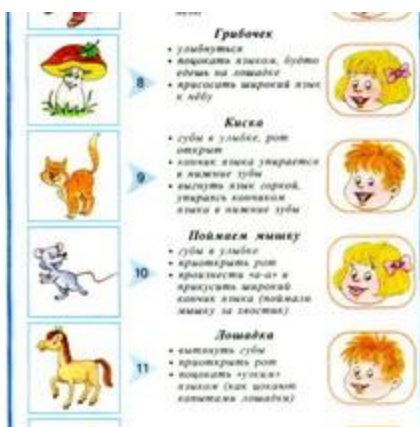 8
Грибочек
• улыбнуться
• поцокать языком, будто
едешь на лошадке
• присосать широкий язык
к нёбу
9
Киска
• губы в улыбке, рот
открыт
• кончик языка упирается
в нижние зубы
• выгнуть язык горкой,
упираясь кончиком
языка в нижние зубы
10
Поймаем мышку
• губы в улыбке
• приоткрыть рот
• произнести «а-а» и
прикусить широкий
кончик языка (поймали
мышку за хвостик)
11
Лошадка
• вытянуть губы
• приоткрыть рот
• поцокать «узким»
языком (как цокают
копытами лошадки)